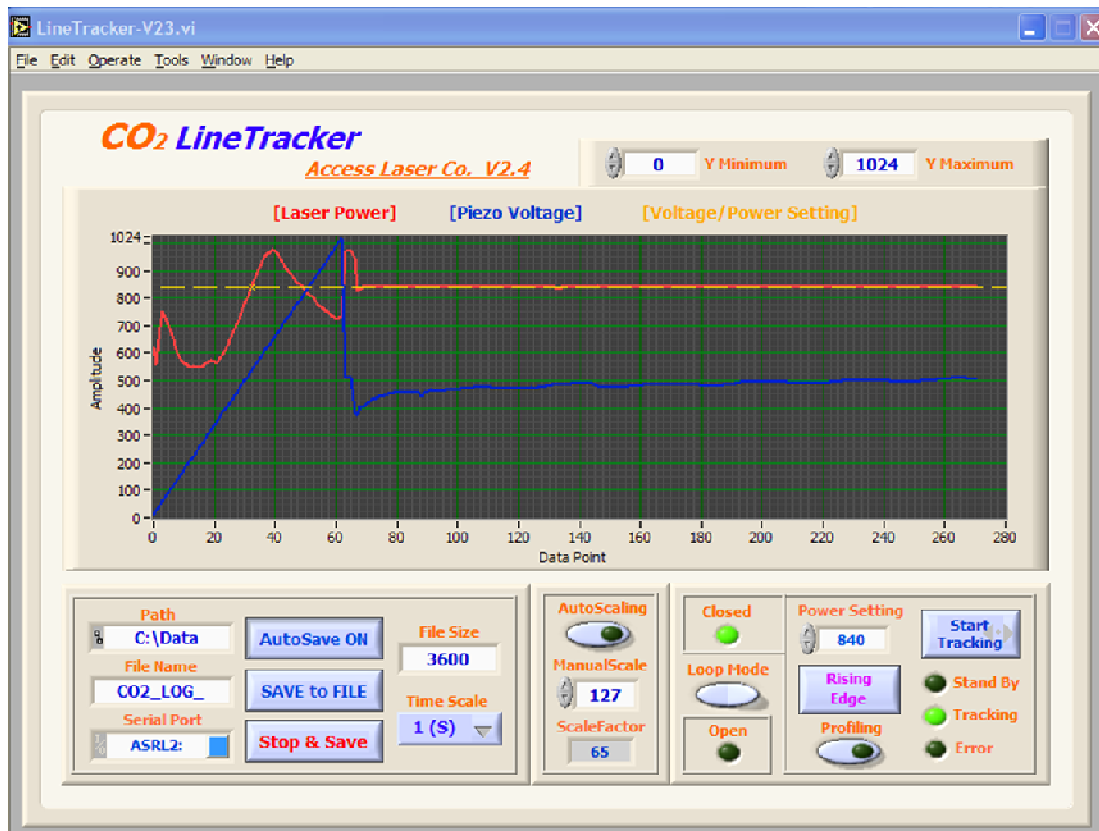 LineTracker-V23.vi
File Edit Operate Tools Window Help
CO2 LineTracker
Access Laser Co. V2.4
0 Y Minimum 1024 Y Maximum
[Laser Power] [Piezo Voltage] [Voltage/Power Setting]
1024
900
800
700
600
500
400
300
200
100
0
Amplitude
0 20 40 60 80 100 120 140 160 180 200 220 240 260 280
Data Point
Path
C:\Data
File Name
CO2_LOG_
Serial Port
I/O ASRL2:
AutoSave ON
SAVE to FILE
Stop & Save
File Size
3600
Time Scale
1 (S)
AutoScaling
ManualScale
127
ScaleFactor
65
Closed
Loop Mode
Open
Power Setting
840
Rising
Edge
Profiling
Start
Tracking
Stand By
Tracking
Error